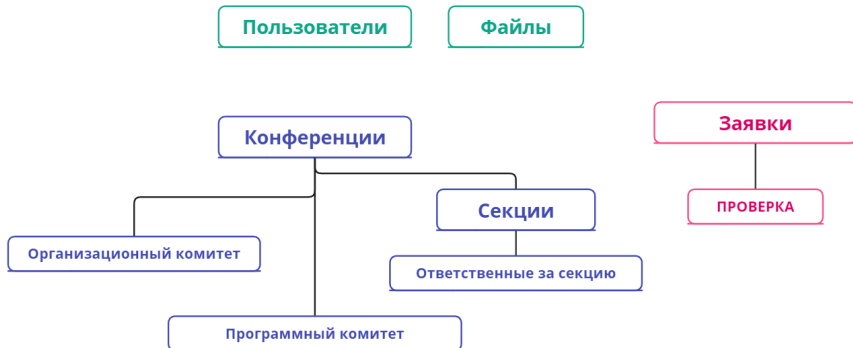 Пользователи
Файлы
Конференции
Заявки
Секции
ПРОВЕРКА
Организационный комитет
Ответственные за секцию
Программный комитет